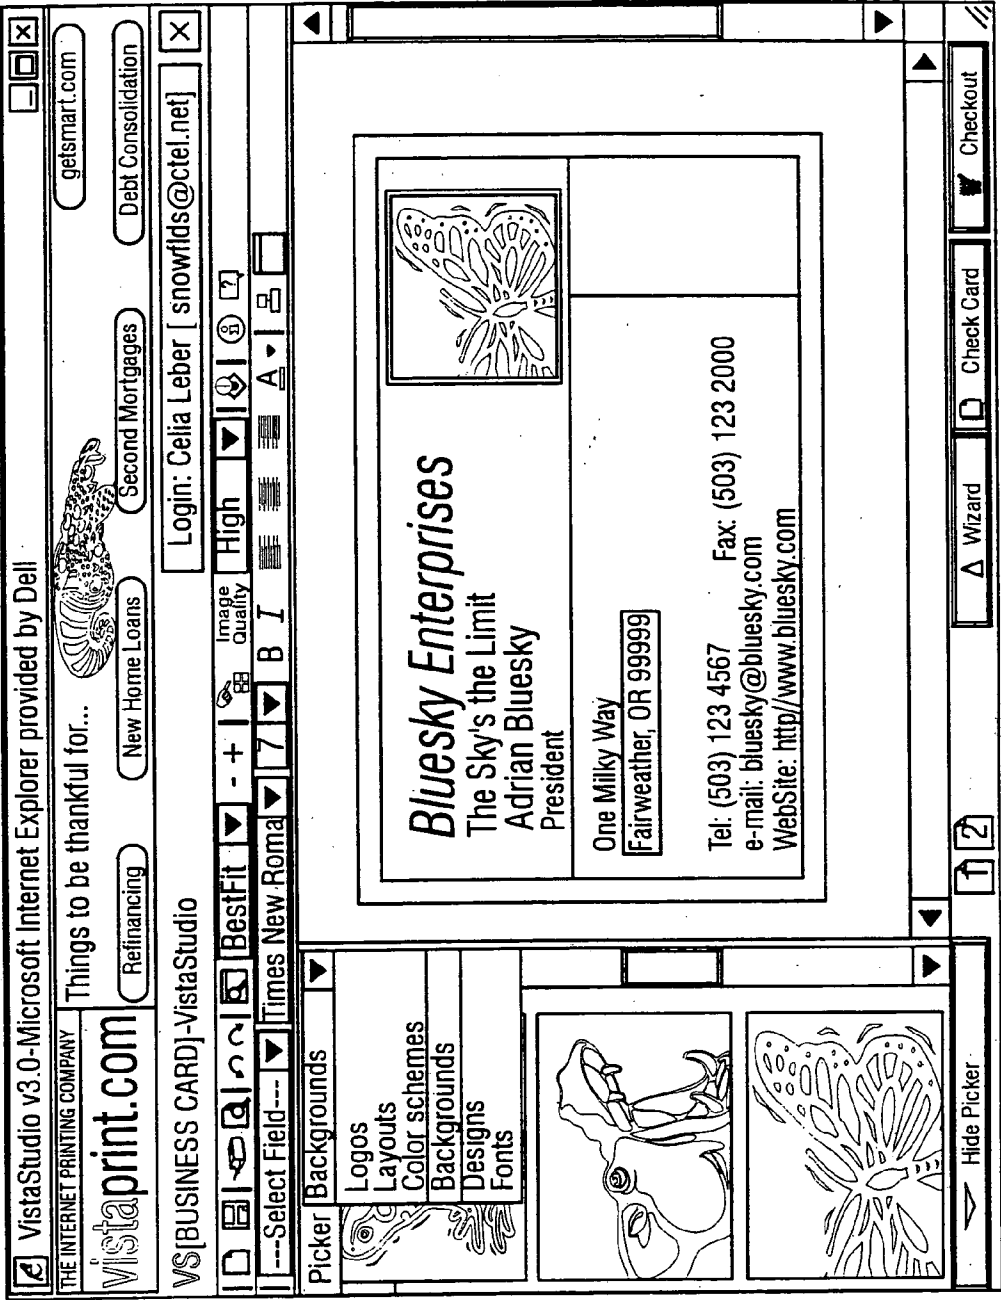 VistaStudio v3.0-Microsoft Internet Explorer provided by Dell
THE INTERNET PRINTING COMPANY
vistaprint.com
Things to be thankful for...
getsmart.com
Refinancing
New Home Loans
Second Mortgages
Debt Consolidation
VS[BUSINESS CARD]-VistaStudio
Login: Celia Leber [ snowflds@ctel.net]
BestFit
- +
Image
Quality
High
---Select Field---
Times New Roma
7
B I
A
Picker
Backgrounds
Logos
Layouts
Color schemes
Backgrounds
Designs
Fonts
Bluesky Enterprises
The Sky's the Limit
Adrian Bluesky
President
One Milky Way
Fairweather, OR 99999
Tel: (503) 123 4567 Fax: (503) 123 2000
e-mail: bluesky@bluesky.com
WebSite: http//www.bluesky.com
Hide Picker
1 2
Wizard
Check Card
Checkout